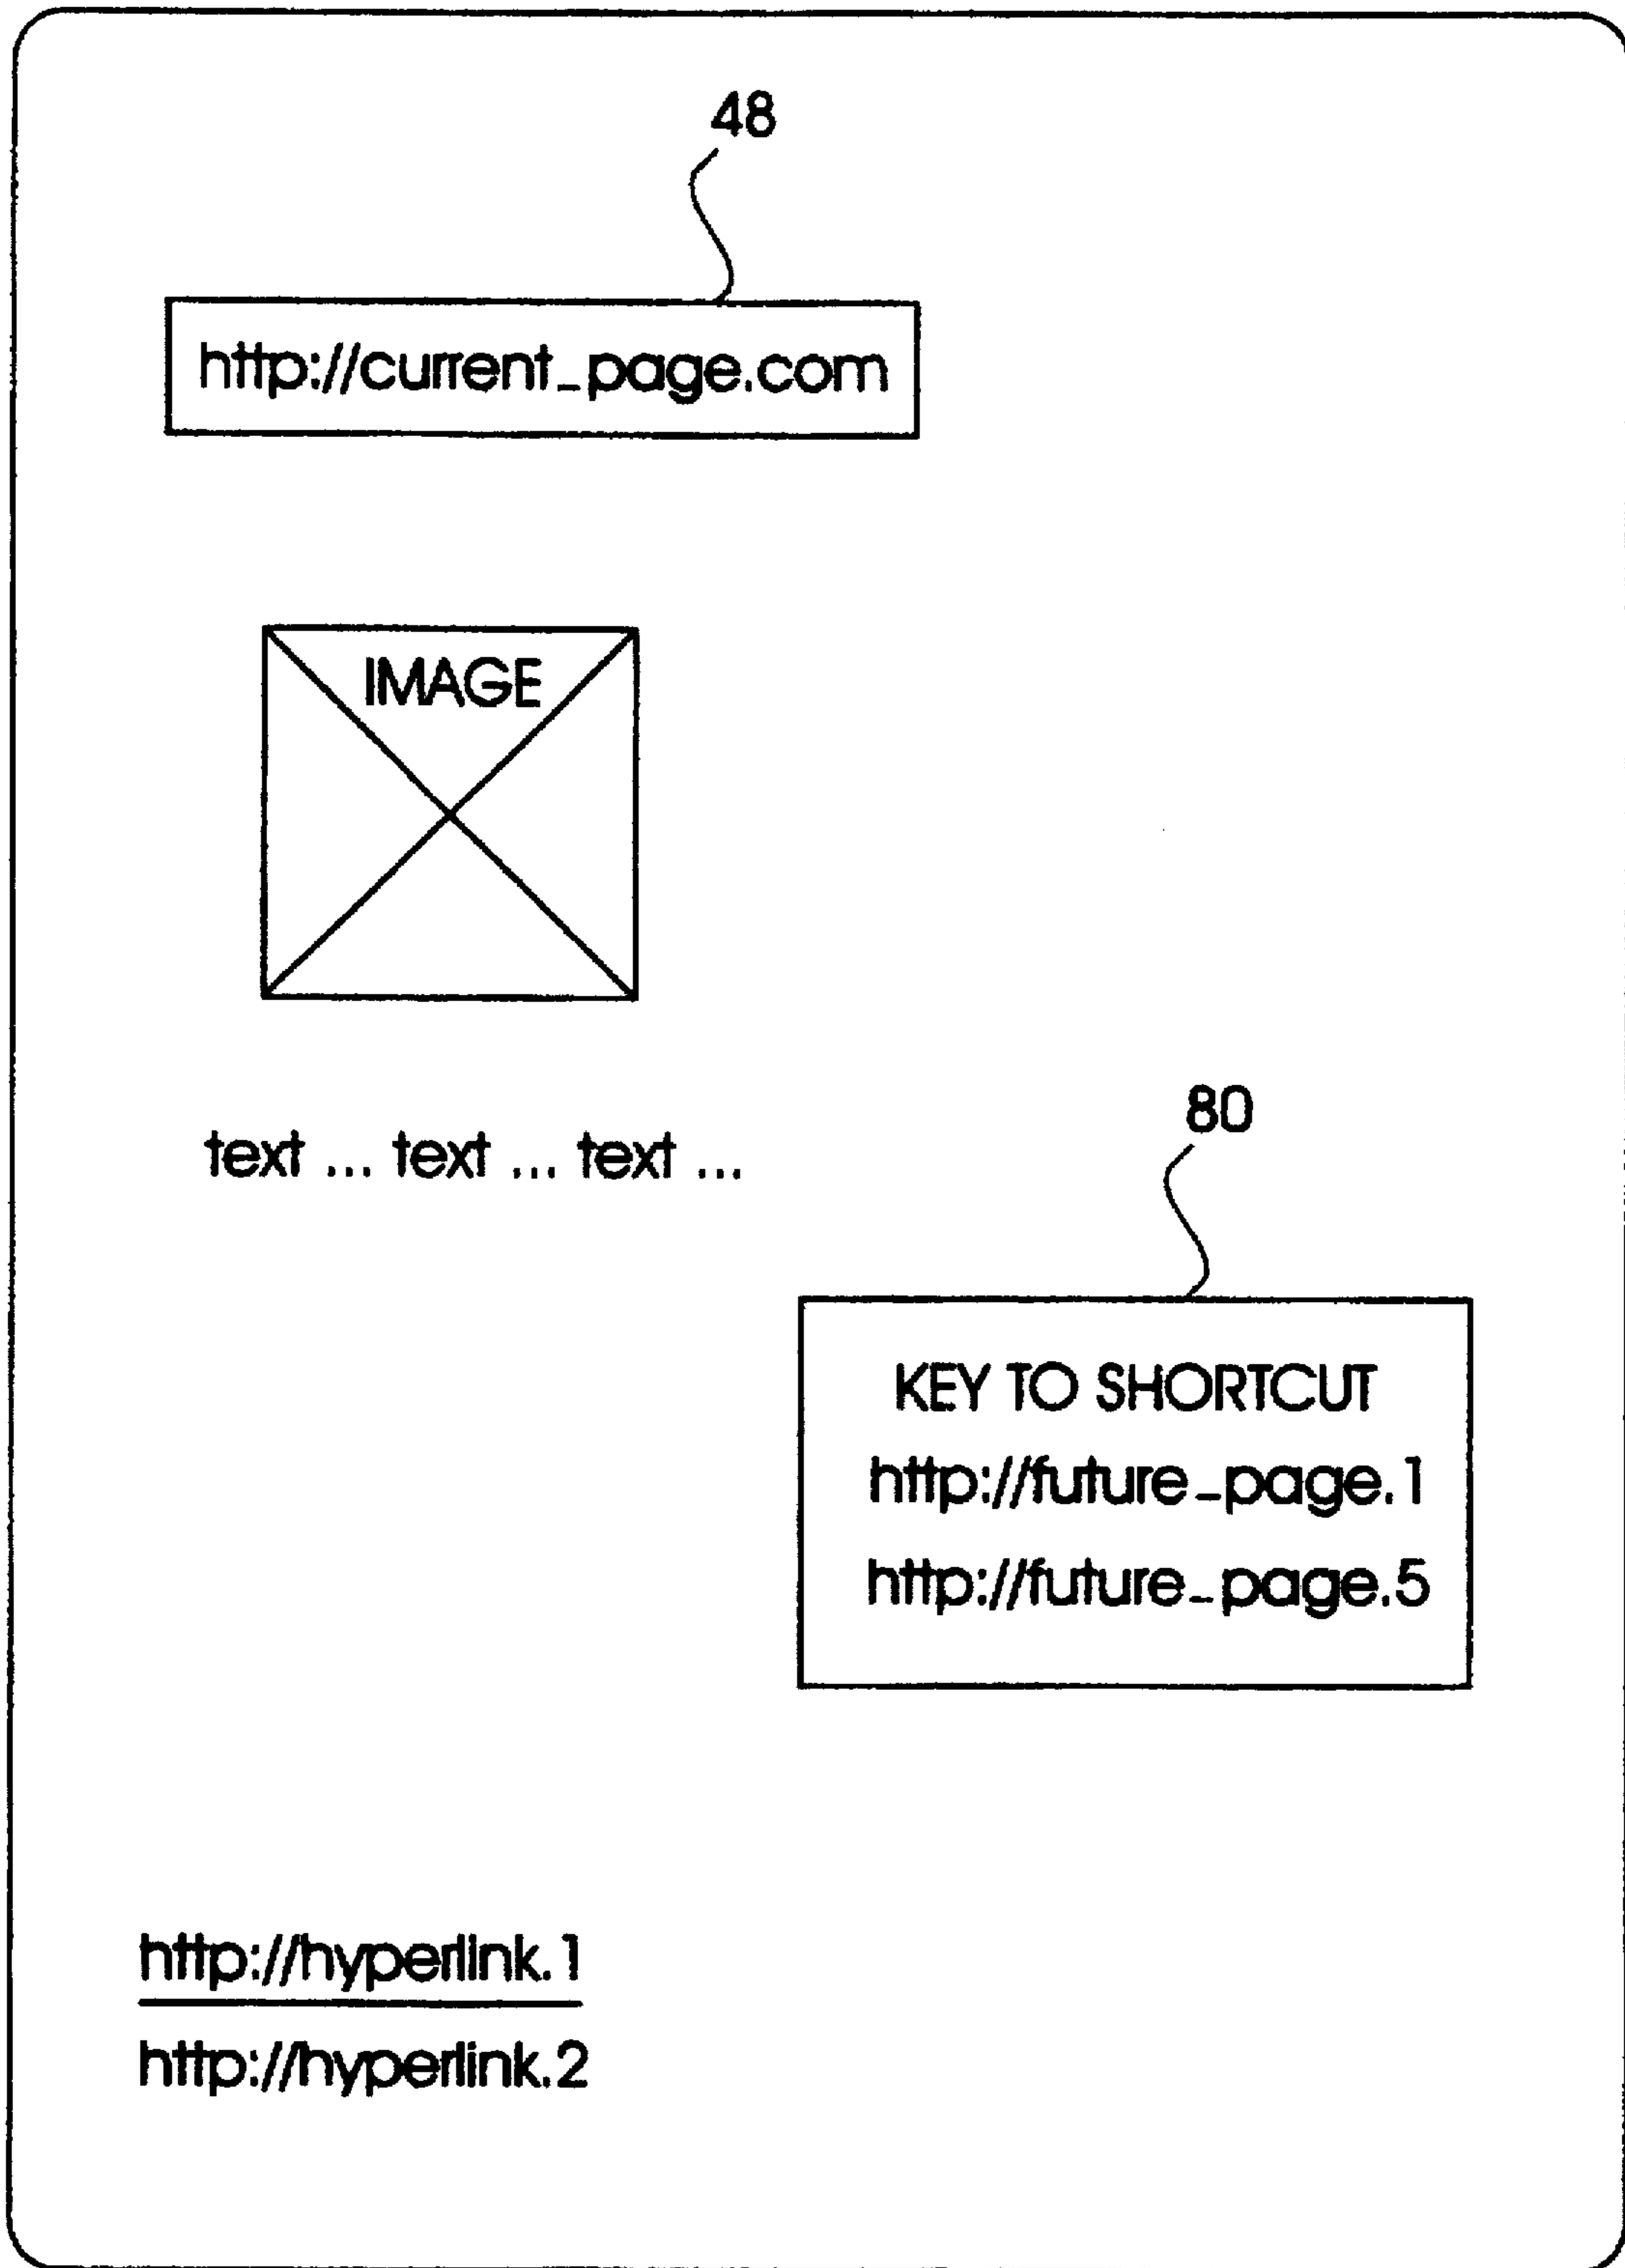 48
http://current_page.com
IMAGE
text ... text ... text ...
80
KEY TO SHORTCUT
http://future_page.1
http://future_page.5
http://hyperlink.1
http://hyperlink.2